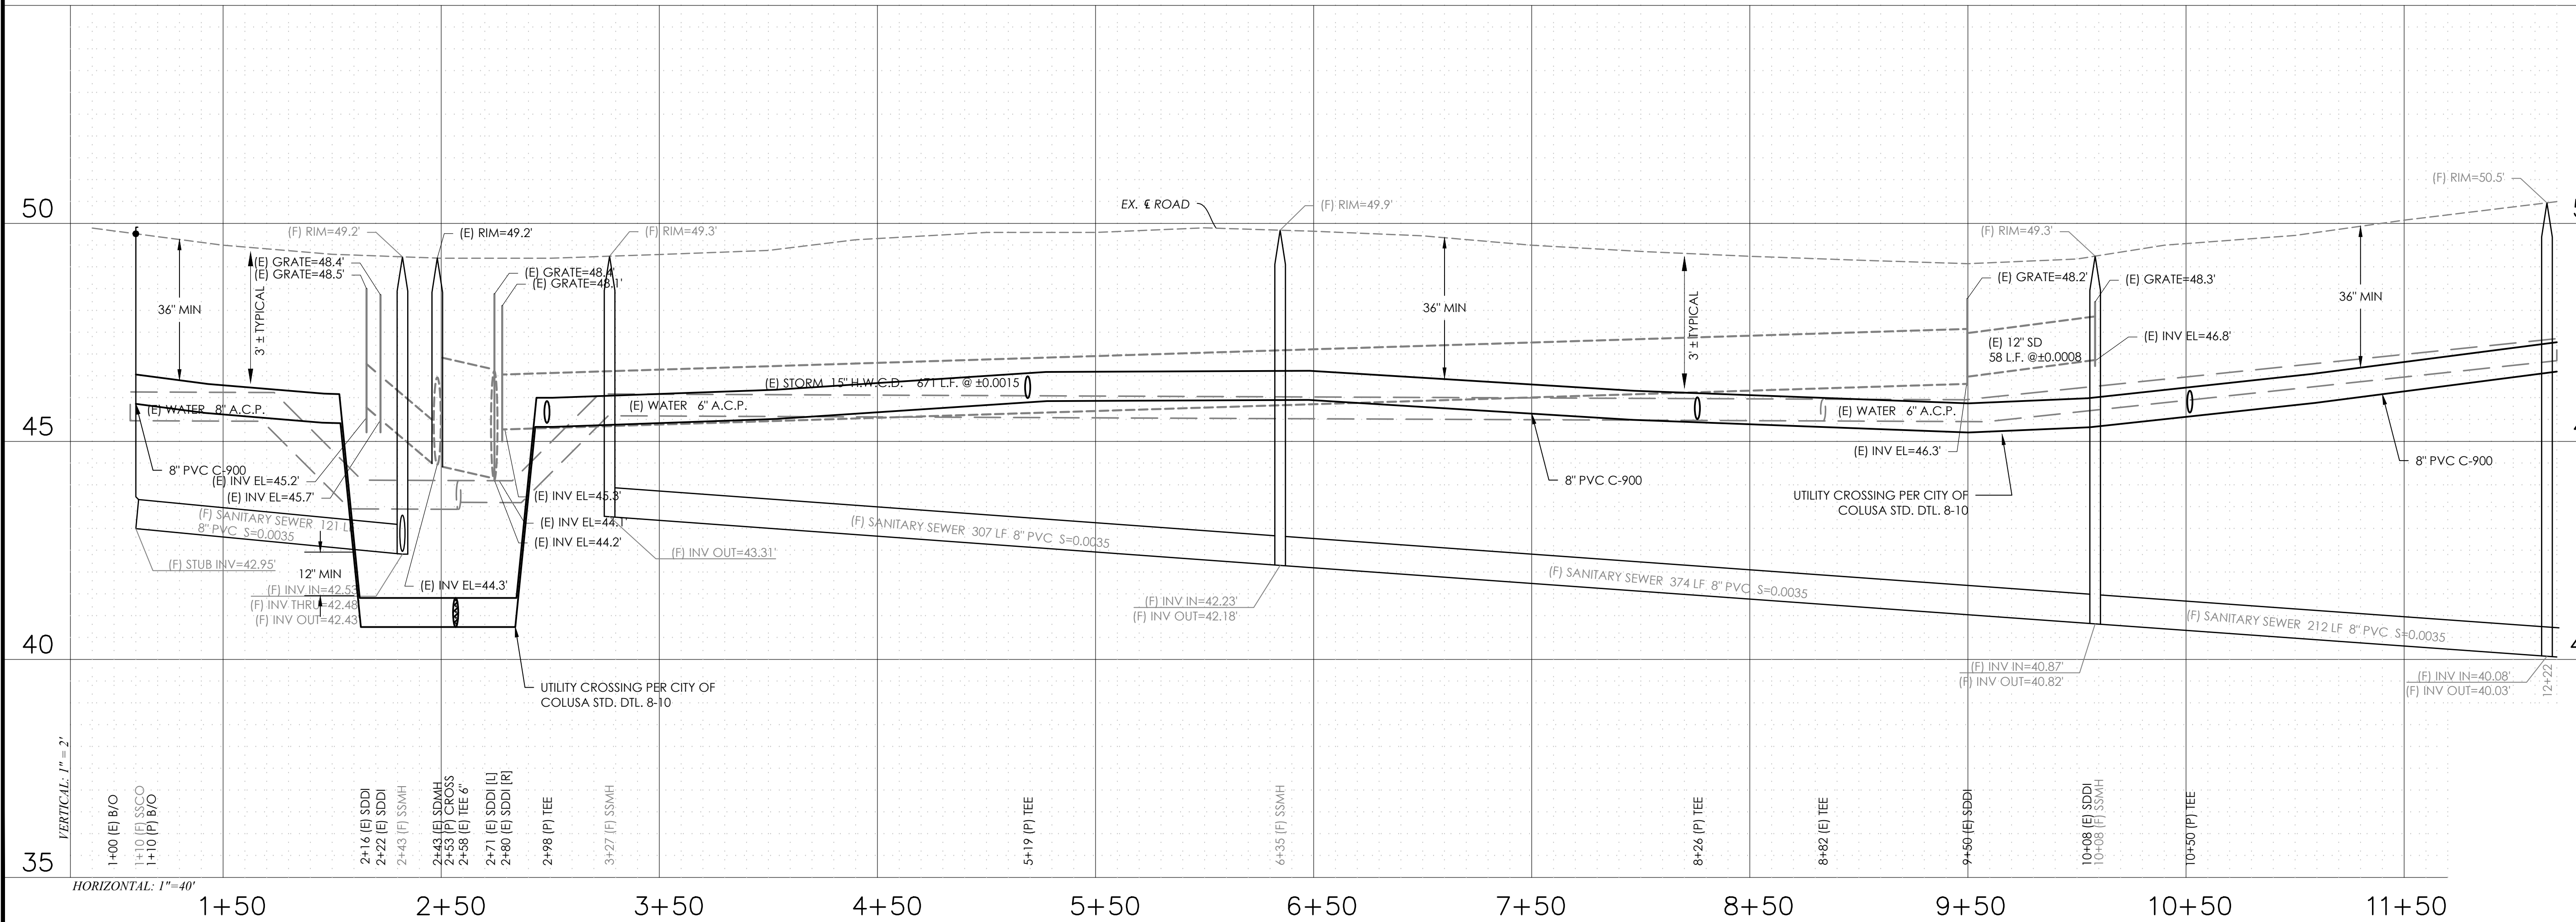 50
45
40
35
5
4
4
VERTICAL: 1" = 2'
HORIZONTAL: 1"=40'
(F) RIM=49.2'
(E) RIM=49.2'
(F) RIM=49.3'
EX. ℄ ROAD
(F) RIM=49.9'
(F) RIM=49.3'
(F) RIM=50.5'
(E) GRATE=48.4'
(E) GRATE=48.5'
(E) GRATE=48.4'
(E) GRATE=48.1'
(E) GRATE=48.2'
(E) GRATE=48.3'
36" MIN
3' ± TYPICAL
36" MIN
3' ± TYPICAL
36" MIN
(E) INV EL=46.8'
(E) 12" SD
58 L.F. @±0.0008
(E) STORM 15" H.W.C.D. 671 L.F. @ ±0.0015
(E) WATER 8" A.C.P.
(E) WATER 6" A.C.P.
(E) WATER 6" A.C.P.
(E) INV EL=46.3'
8" PVC C-900
8" PVC C-900
8" PVC C-900
(E) INV EL=45.2'
(E) INV EL=45.7'
(E) INV EL=45.3'
(E) INV EL=44.1'
(E) INV EL=44.2'
(E) INV EL=44.3'
UTILITY CROSSING PER CITY OF
COLUSA STD. DTL. 8-10
(F) SANITARY SEWER 121 L
8" PVC S=0.0035
(F) STUB INV=42.95'
12" MIN
(F) INV IN=42.53
(F) INV THRU=42.48
(F) INV OUT=42.43
(F) INV OUT=43.31'
(F) SANITARY SEWER 307 LF 8" PVC S=0.0035
(F) INV IN=42.23'
(F) INV OUT=42.18'
(F) SANITARY SEWER 374 LF 8" PVC S=0.0035
(F) INV IN=40.87'
(F) INV OUT=40.82'
(F) SANITARY SEWER 212 LF 8" PVC S=0.0035
(F) INV IN=40.08'
(F) INV OUT=40.03'
12+22
UTILITY CROSSING PER CITY OF
COLUSA STD. DTL. 8-10
1+00 (E) B/O
1+10 (F) SSCO
1+10 (P) B/O
2+16 (E) SDDI
2+22 (E) SDDI
2+43 (F) SSMH
2+43 (E) SDMH
2+53 (P) CROSS
2+58 (E) TEE 6"
2+71 (E) SDDI [L]
2+80 (E) SDDI [R]
2+98 (P) TEE
3+27 (F) SSMH
5+19 (P) TEE
6+35 (F) SSMH
8+26 (P) TEE
8+82 (E) TEE
9+50 (E) SDDI
10+08 (E) SDDI
10+08 (F) SSMH
10+50 (P) TEE
1+50
2+50
3+50
4+50
5+50
6+50
7+50
8+50
9+50
10+50
11+50